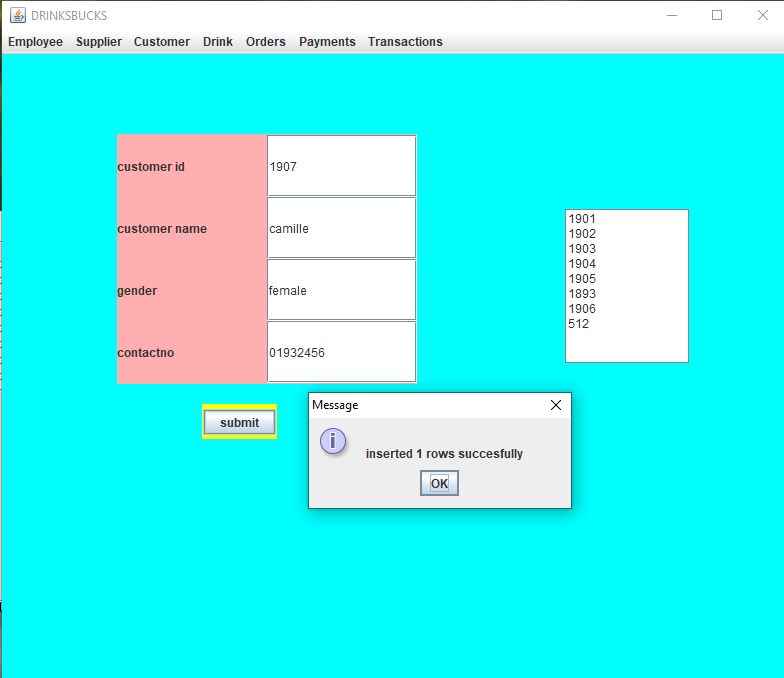 DRINKSBUCKS
Employee Supplier Customer Drink Orders Payments Transactions
customer id 1907
customer name camille
gender female
contactno 01932456
submit
1901
1902
1903
1904
1905
1893
1906
512
Message
i
inserted 1 rows succesfully
OK